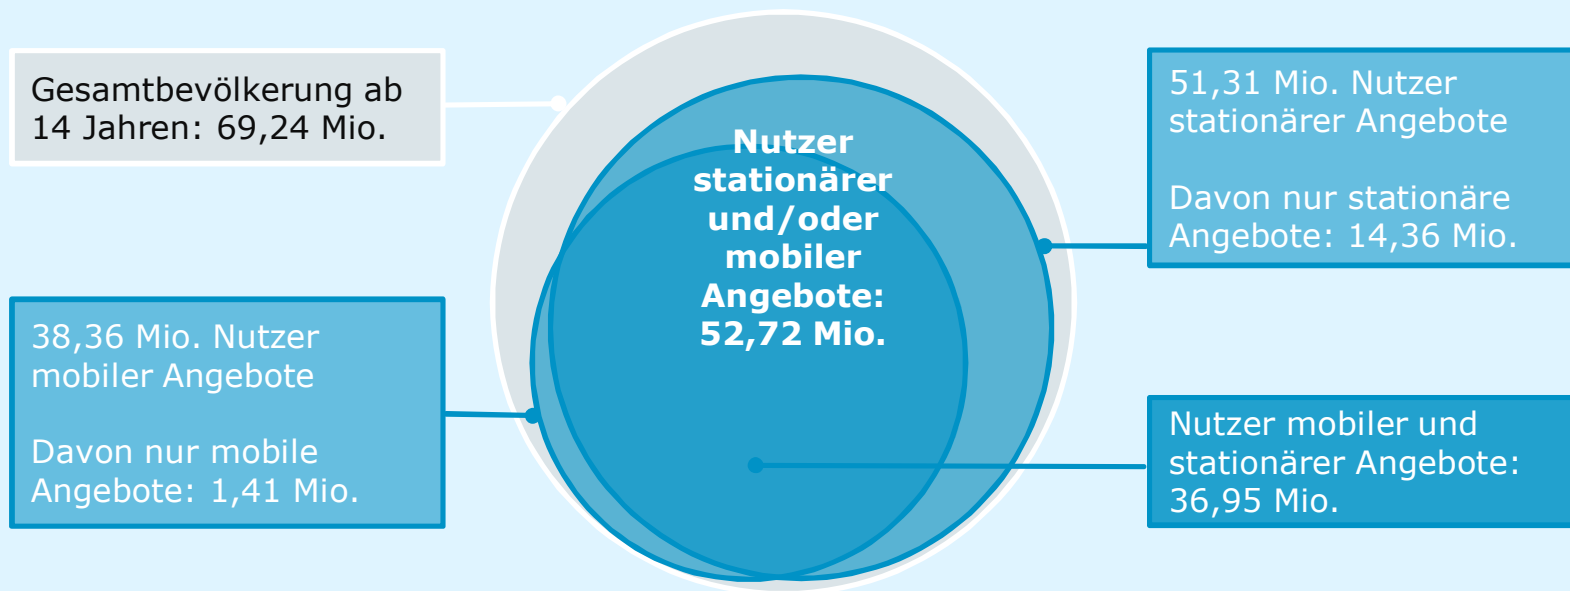 Gesamtbevölkerung ab
14 Jahren: 69,24 Mio.
38,36 Mio. Nutzer
mobiler Angebote
Davon nur mobile
Angebote: 1,41 Mio.
Nutzer
stationärer
und/oder
mobiler
Angebote:
52,72 Mio.
51,31 Mio. Nutzer
stationärer Angebote
Davon nur stationäre
Angebote: 14,36 Mio.
Nutzer mobiler und
stationärer Angebote:
36,95 Mio.